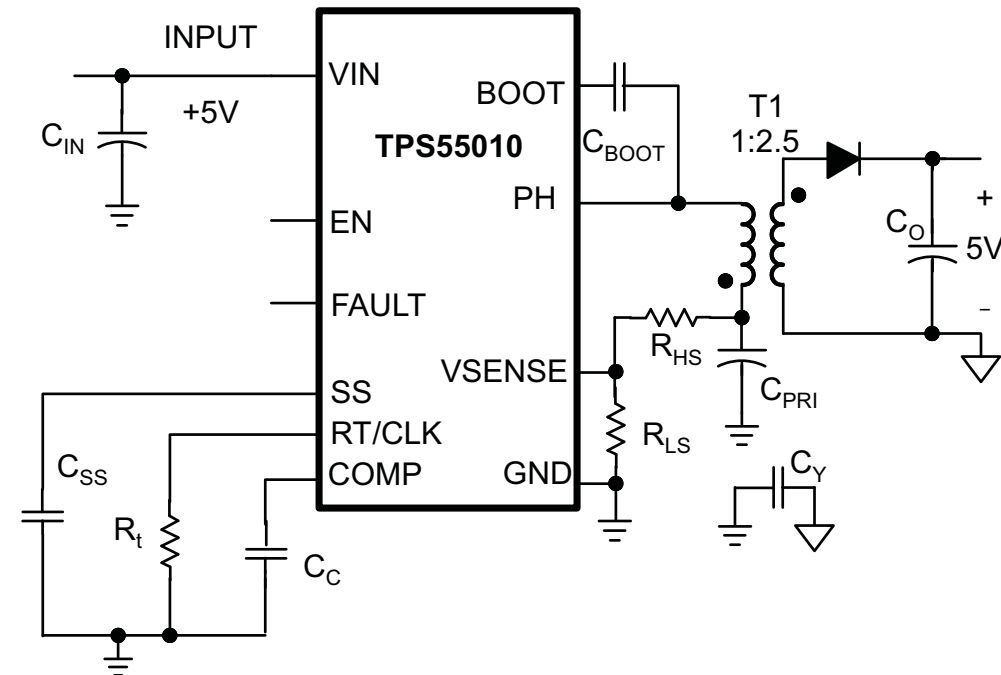 INPUT
VIN
+5V
C_IN
BOOT
C_BOOT
TPS55010
T1
1:2.5
PH
EN
C_O
+
5V
-
FAULT
R_HS
VSENSE
C_PRI
SS
R_LS
RT/CLK
COMP
GND
C_SS
R_t
C_C
C_Y